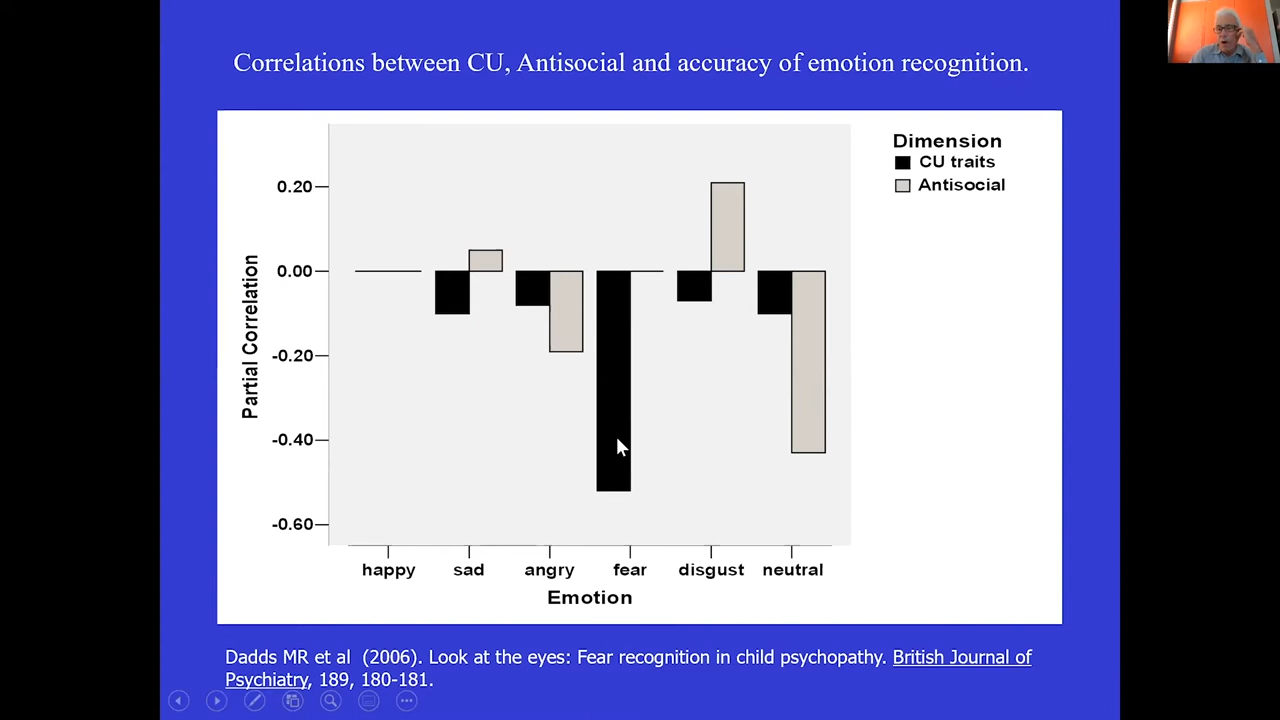 Correlations between CU, Antisocial and accuracy of emotion recognition.
Dimension
CU traits
Antisocial
0.20
0.00
-0.20
-0.40
-0.60
Partial Correlation
happy sad angry fear disgust neutral
Emotion
Dadds MR et al (2006). Look at the eyes: Fear recognition in child psychopathy. British Journal of
Psychiatry, 189, 180-181.